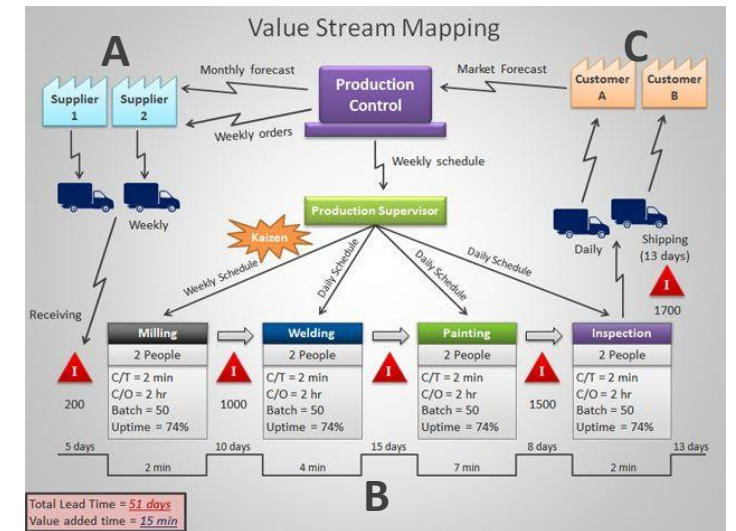 Value Stream Mapping
A
C
Monthly forecast
Market Forecast
Production
Control
Supplier
1
Supplier
2
Customer
A
Customer
B
Weekly orders
Weekly schedule
Production Supervisor
Kaizen
Weekly
Daily
Shipping
(13 days)
I
1700
Weekly Schedule
Daily Schedule
Daily Schedule
Daily Schedule
Receiving
I
200
Milling
2 People
C/T = 2 min
C/O = 2 hr
Batch = 50
Uptime = 74%
I
1000
Welding
2 People
C/T = 2 min
C/O = 2 hr
Batch = 50
Uptime = 74%
I
Painting
2 People
C/T = 2 min
C/O = 2 hr
Batch = 50
Uptime = 74%
I
1500
Inspection
2 People
C/T = 2 min
C/O = 2 hr
Batch = 50
Uptime = 74%
5 days
10 days
15 days
8 days
13 days
2 min
4 min
7 min
2 min
B
Total Lead Time = 51 days
Value added time = 15 min